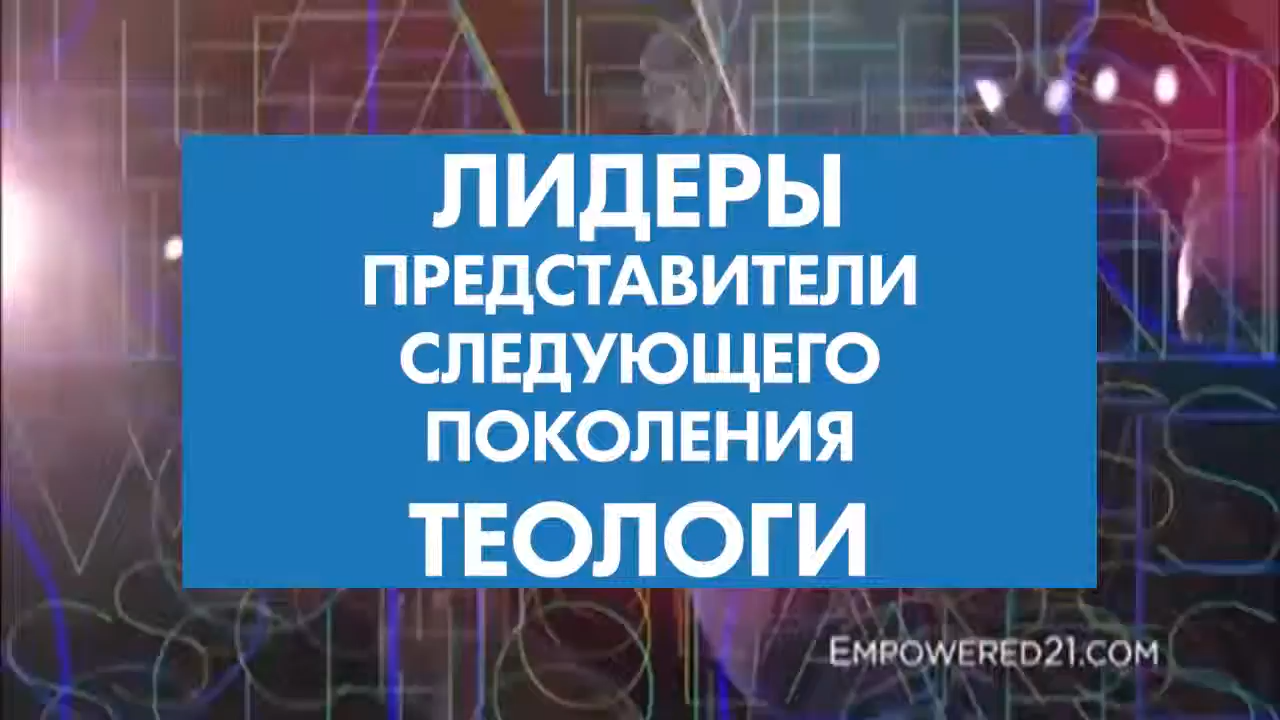 ЛИДЕРЫ
ПРЕДСТАВИТЕЛИ
СЛЕДУЮЩЕГО
ПОКОЛЕНИЯ
ТЕОЛОГИ
EMPOWERED21.COM